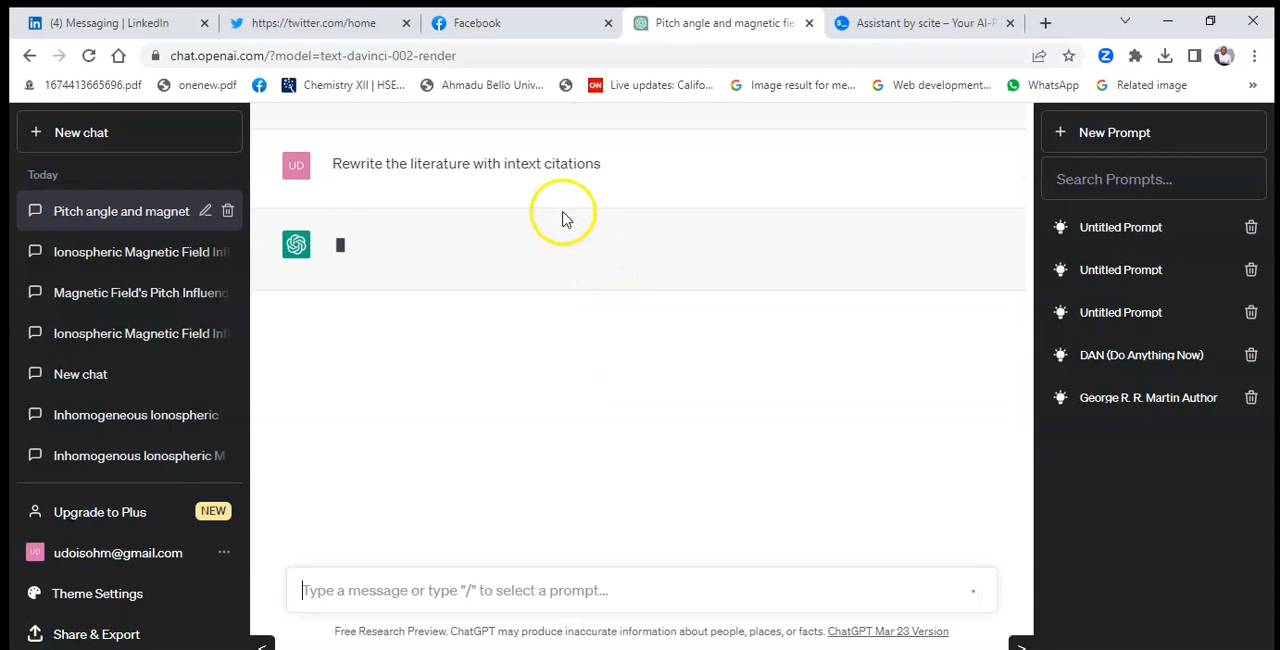 (4) Messaging | LinkedIn
https://twitter.com/home
Facebook
Pitch angle and magnetic fie
Assistant by scite – Your AI-P
chat.openai.com/?model=text-davinci-002-render
1674413665696.pdf
onenew.pdf
Chemistry XII | HSE...
Ahmadu Bello Univ...
CNN
Live updates: Califo...
Image result for me...
Web development...
WhatsApp
Related image
»
+ New chat
Today
Pitch angle and magnet
Ionospheric Magnetic Field Inf
Magnetic Field's Pitch Influenc
Ionospheric Magnetic Field Inf
New chat
Inhomogeneous Ionospheric
Inhomogeneous Ionospheric M
Upgrade to Plus NEW
UD udoisohm@gmail.com ...
Theme Settings
Share & Export
UD Rewrite the literature with intext citations
Type a message or type "/" to select a prompt...
Free Research Preview. ChatGPT may produce inaccurate information about people, places, or facts. ChatGPT Mar 23 Version
<
>
+ New Prompt
Search Prompts...
Untitled Prompt
Untitled Prompt
Untitled Prompt
DAN (Do Anything Now)
George R. R. Martin Author